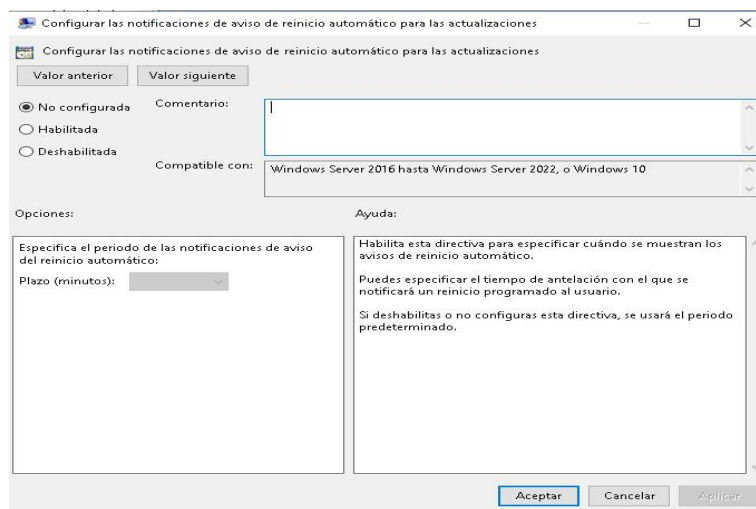 Configurar las notificaciones de aviso de reinicio automático para las actualizaciones
Configurar las notificaciones de aviso de reinicio automático para las actualizaciones
Valor anterior
Valor siguiente
No configurada
Habilitada
Deshabilitada
Comentario:
Compatible con:
Windows Server 2016 hasta Windows Server 2022, o Windows 10
Opciones:
Ayuda:
Especifica el periodo de las notificaciones de aviso
del reinicio automático:
Plazo (minutos):
Habilita esta directiva para especificar cuándo se muestran los
avisos de reinicio automático.
Puedes especificar el tiempo de antelación con el que se
notificará un reinicio programado al usuario.
Si deshabilitas o no configuras esta directiva, se usará el periodo
predeterminado.
Aceptar
Cancelar
Aplicar